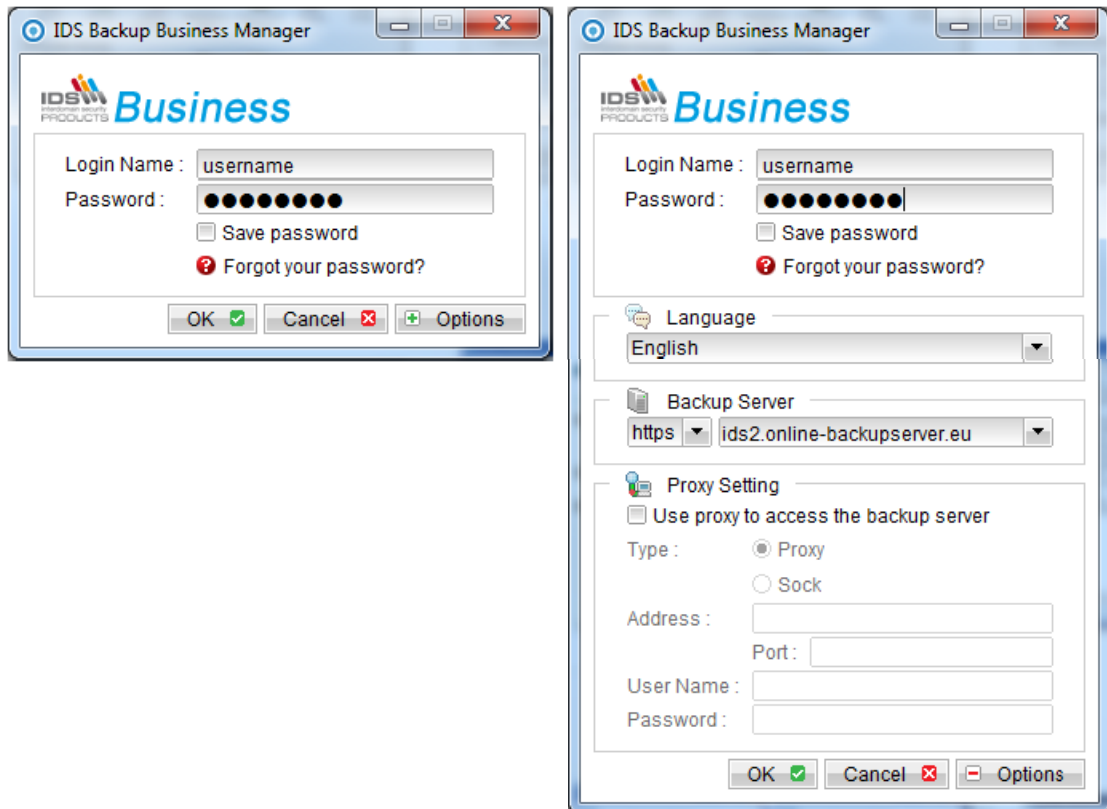 IDS Backup Business Manager
IDS
interdomain security
PRODUCTS
Business
Login Name : username
Password : ●●●●●●●●
Save password
Forgot your password?
OK Cancel Options
IDS Backup Business Manager
IDS
interdomain security
PRODUCTS
Business
Login Name : username
Password : ●●●●●●●●
Save password
Forgot your password?
Language
English
Backup Server
https ids2.online-backupserver.eu
Proxy Setting
Use proxy to access the backup server
Type : Proxy
Sock
Address :
Port :
User Name :
Password :
OK Cancel Options